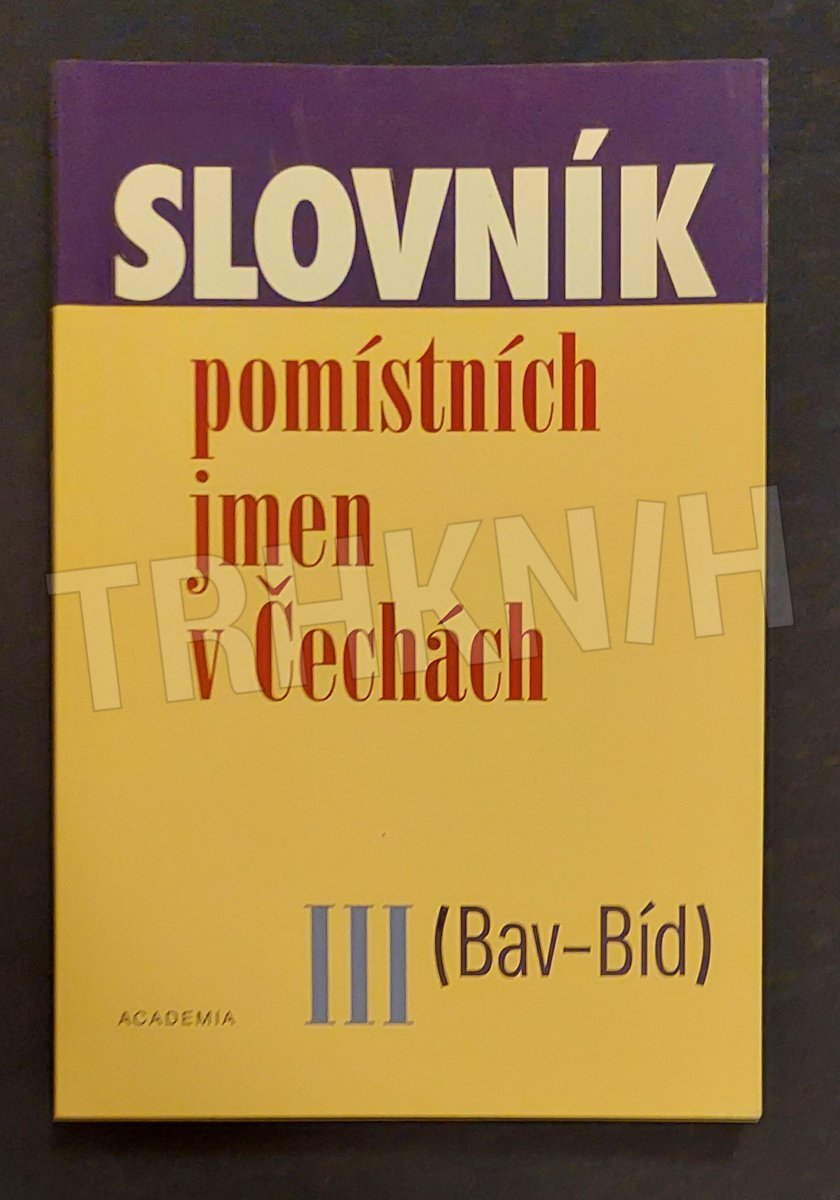 SLOVNÍK
pomístních
jmen
v Čechách
TRHKNIH
III (Bav–Bíd)
ACADEMIA